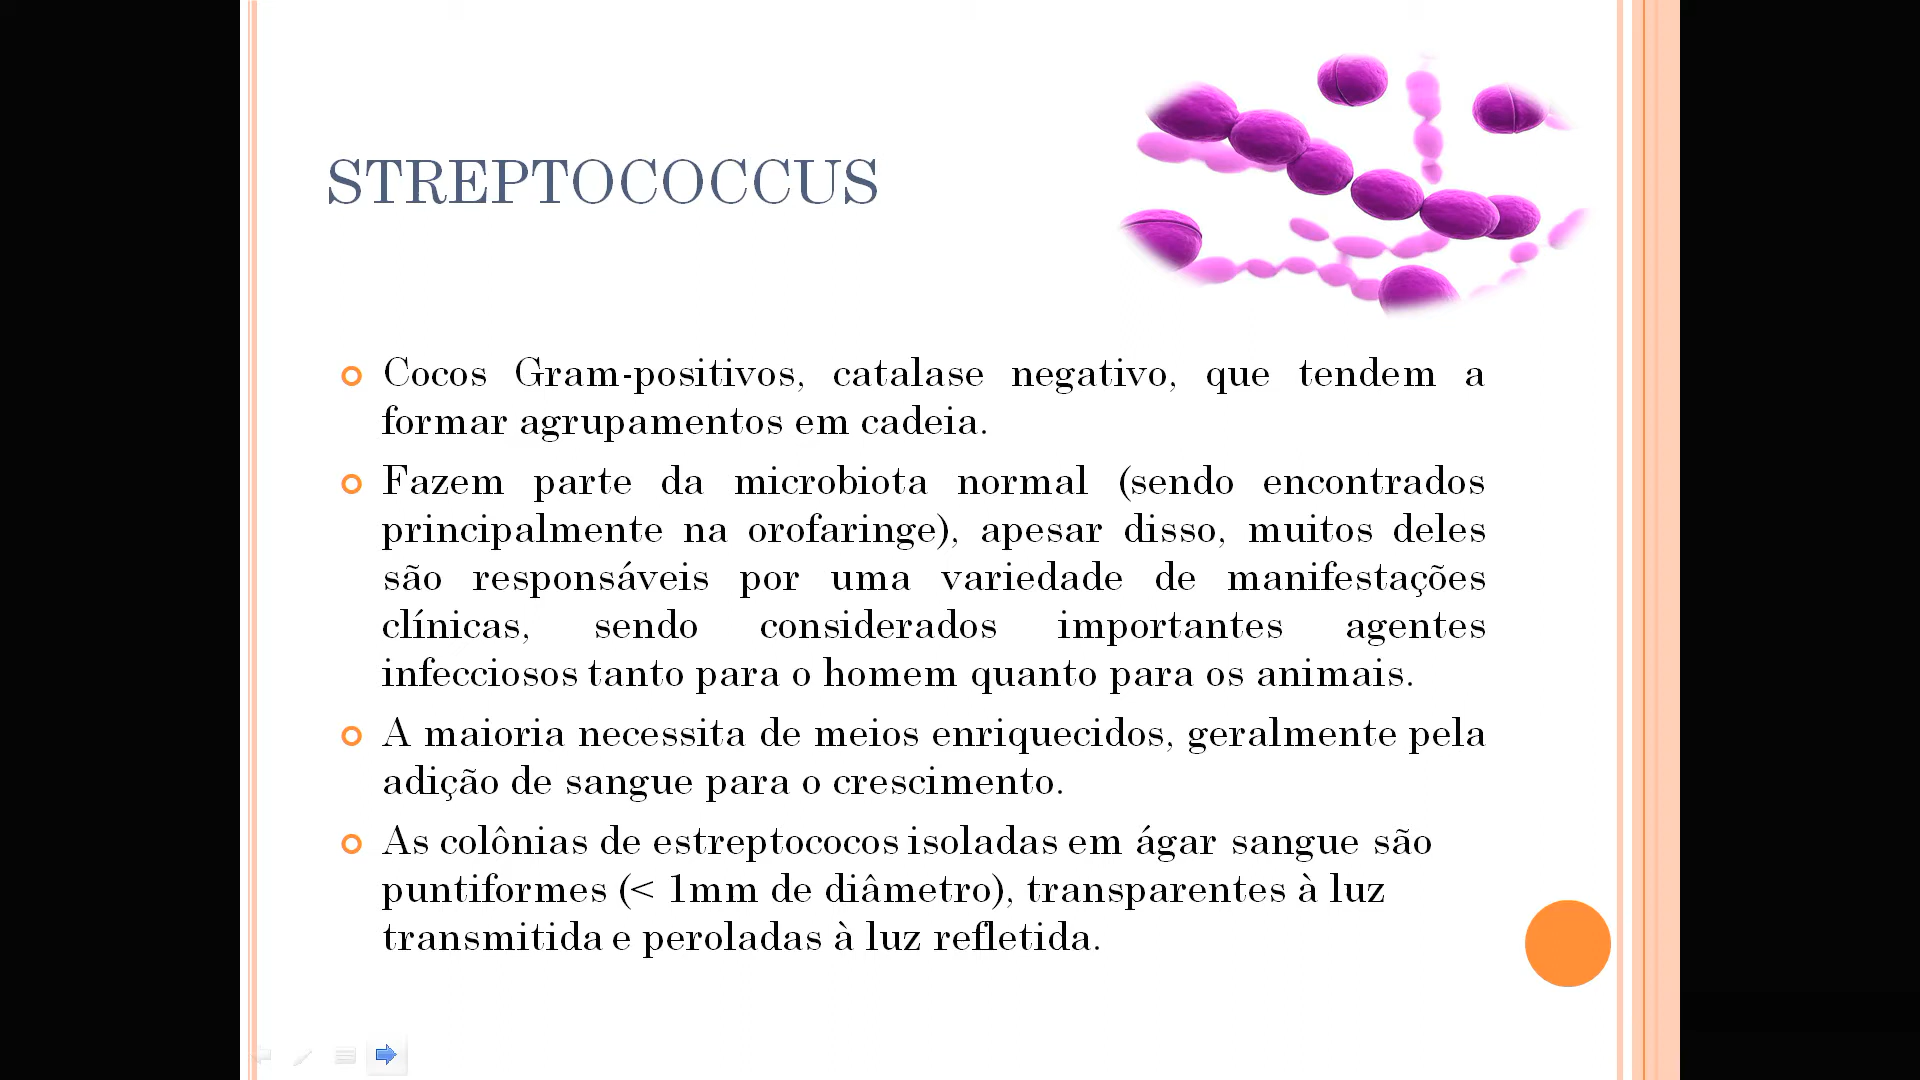 STREPTOCOCCUS
Cocos Gram-positivos, catalase negativo, que tendem a
formar agrupamentos em cadeia.
Fazem parte da microbiota normal (sendo encontrados
principalmente na orofaringe), apesar disso, muitos deles
são responsáveis por uma variedade de manifestações
clínicas, sendo considerados importantes agentes
infecciosos tanto para o homem quanto para os animais.
A maioria necessita de meios enriquecidos, geralmente pela
adição de sangue para o crescimento.
As colônias de estreptococos isoladas em ágar sangue são
puntiformes (< 1mm de diâmetro), transparentes à luz
transmitida e peroladas à luz refletida.